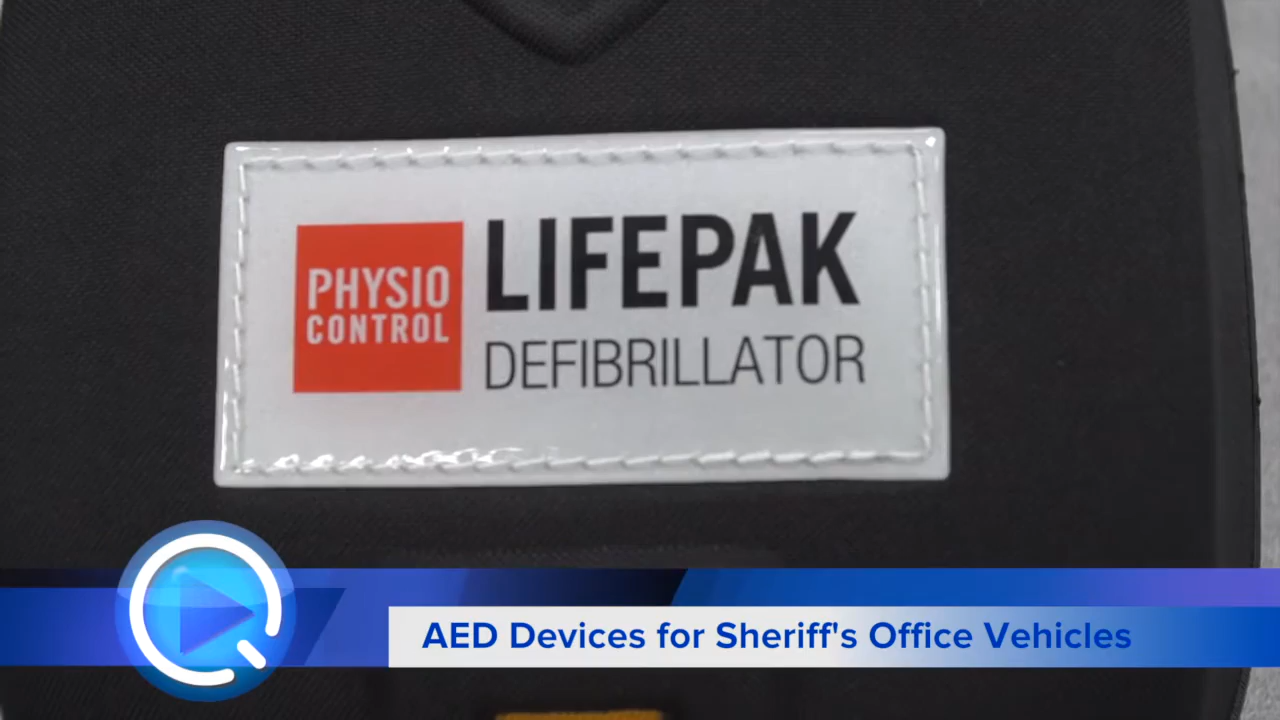 PHYSIO
CONTROL
LIFEPAK
DEFIBRILLATOR
AED Devices for Sheriff's Office Vehicles